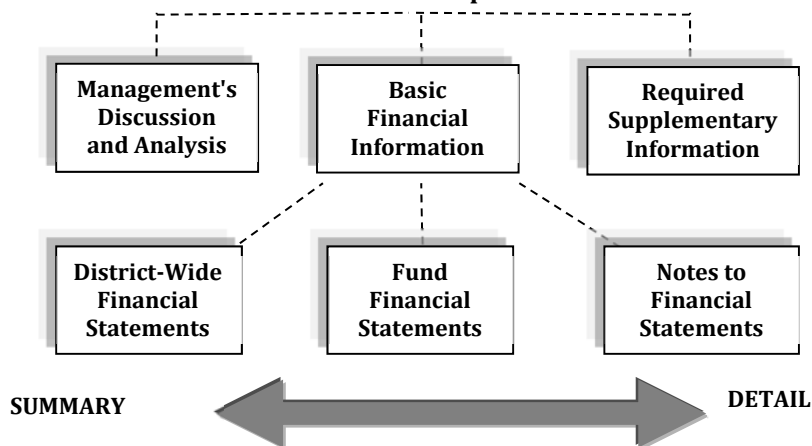 Management's
Discussion
and Analysis
Basic
Financial
Information
Required
Supplementary
Information
District-Wide
Financial
Statements
Fund
Financial
Statements
Notes to
Financial
Statements
SUMMARY
DETAIL